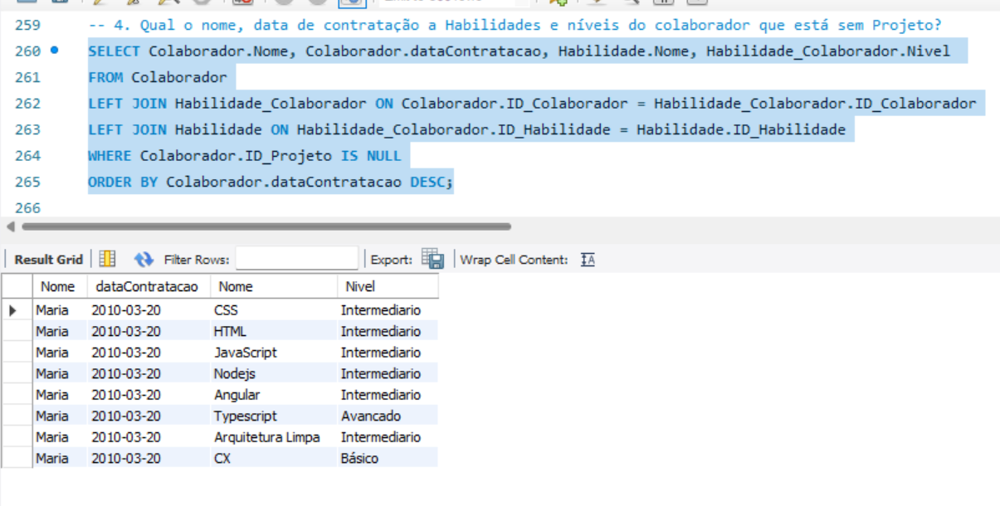 259 -- 4. Qual o nome, data de contratação a Habilidades e níveis do colaborador que está sem Projeto?
260 SELECT Colaborador.Nome, Colaborador.dataContratacao, Habilidade.Nome, Habilidade_Colaborador.Nivel
261 FROM Colaborador
262 LEFT JOIN Habilidade_Colaborador ON Colaborador.ID_Colaborador = Habilidade_Colaborador.ID_Colaborador
263 LEFT JOIN Habilidade ON Habilidade_Colaborador.ID_Habilidade = Habilidade.ID_Habilidade
264 WHERE Colaborador.ID_Projeto IS NULL
265 ORDER BY Colaborador.dataContratacao DESC;
266
Result Grid Filter Rows: Export: Wrap Cell Content: IA
Nome dataContratacao Nome Nivel
Maria 2010-03-20 CSS Intermediario
Maria 2010-03-20 HTML Intermediario
Maria 2010-03-20 JavaScript Intermediario
Maria 2010-03-20 Nodejs Intermediario
Maria 2010-03-20 Angular Intermediario
Maria 2010-03-20 Typescript Avancado
Maria 2010-03-20 Arquitetura Limpa Intermediario
Maria 2010-03-20 CX Básico